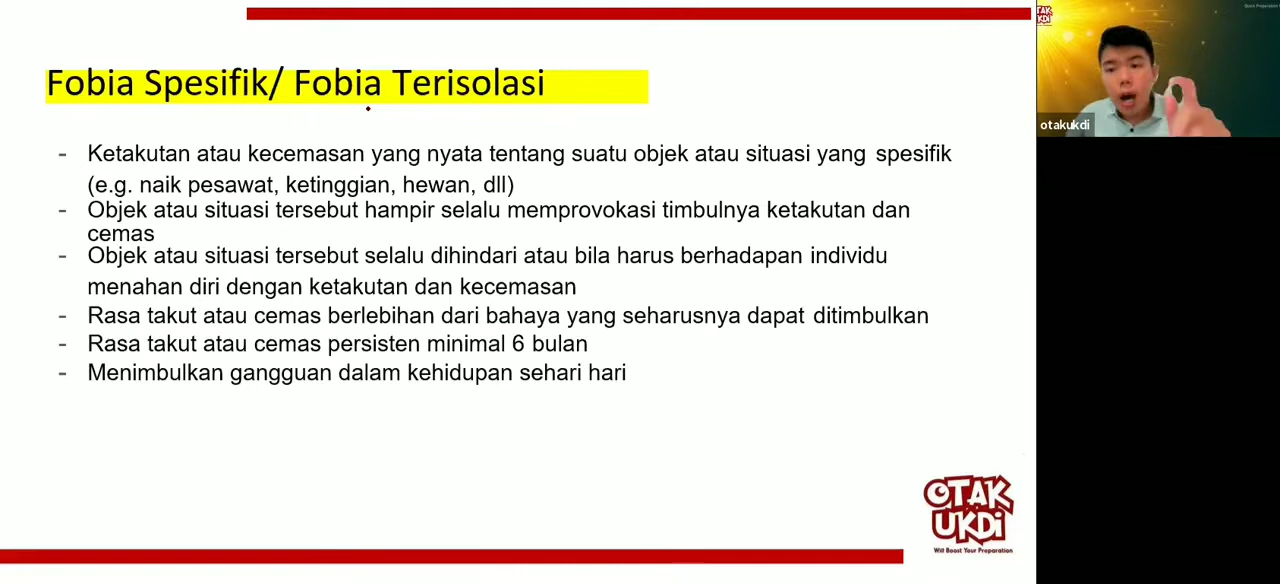 Fobia Spesifik/ Fobia Terisolasi
- Ketakutan atau kecemasan yang nyata tentang suatu objek atau situasi yang spesifik
(e.g. naik pesawat, ketinggian, hewan, dll)
- Objek atau situasi tersebut hampir selalu memprovokasi timbulnya ketakutan dan
cemas
- Objek atau situasi tersebut selalu dihindari atau bila harus berhadapan individu
menahan diri dengan ketakutan dan kecemasan
- Rasa takut atau cemas berlebihan dari bahaya yang seharusnya dapat ditimbulkan
- Rasa takut atau cemas persisten minimal 6 bulan
- Menimbulkan gangguan dalam kehidupan sehari hari
OTAK
UKDi
Will Boost Your Preparation
otakukdi